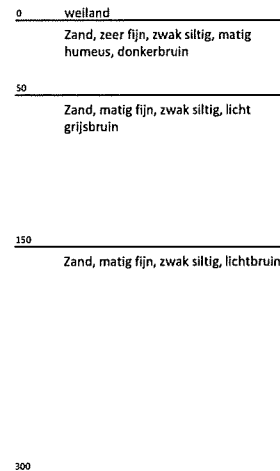 0 weiland
Zand, zeer fijn, zwak siltig, matig
humeus, donkerbruin
50
Zand, matig fijn, zwak siltig, licht
grijsbruin
150
Zand, matig fijn, zwak siltig, lichtbruin
300